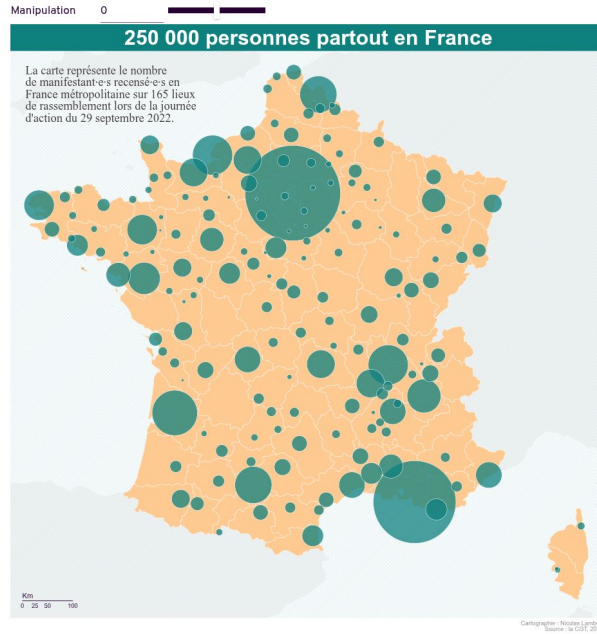 Manipulation 0
250 000 personnes partout en France
La carte représente le nombre
de manifestant·e·s recensé·e·s en
France métropolitaine sur 165 lieux
de rassemblement lors de la journée
d'action du 29 septembre 2022.
Km
0 25 50 100
Cartographie : Nicolas Lamb
Source : la CGT, 20